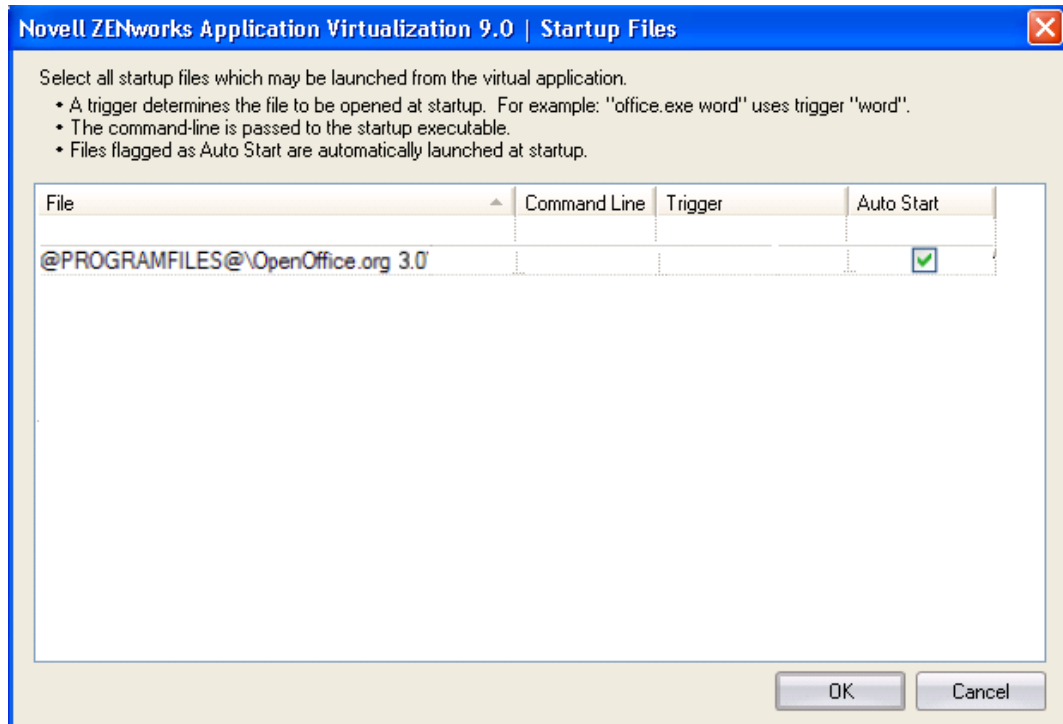 Novell ZENworks Application Virtualization 9.0 | Startup Files
Select all startup files which may be launched from the virtual application.
• A trigger determines the file to be opened at startup. For example: "office.exe word" uses trigger "word".
• The command-line is passed to the startup executable.
• Files flagged as Auto Start are automatically launched at startup.
File Command Line Trigger Auto Start
@PROGRAMFILES@\OpenOffice.org 3.0
OK Cancel